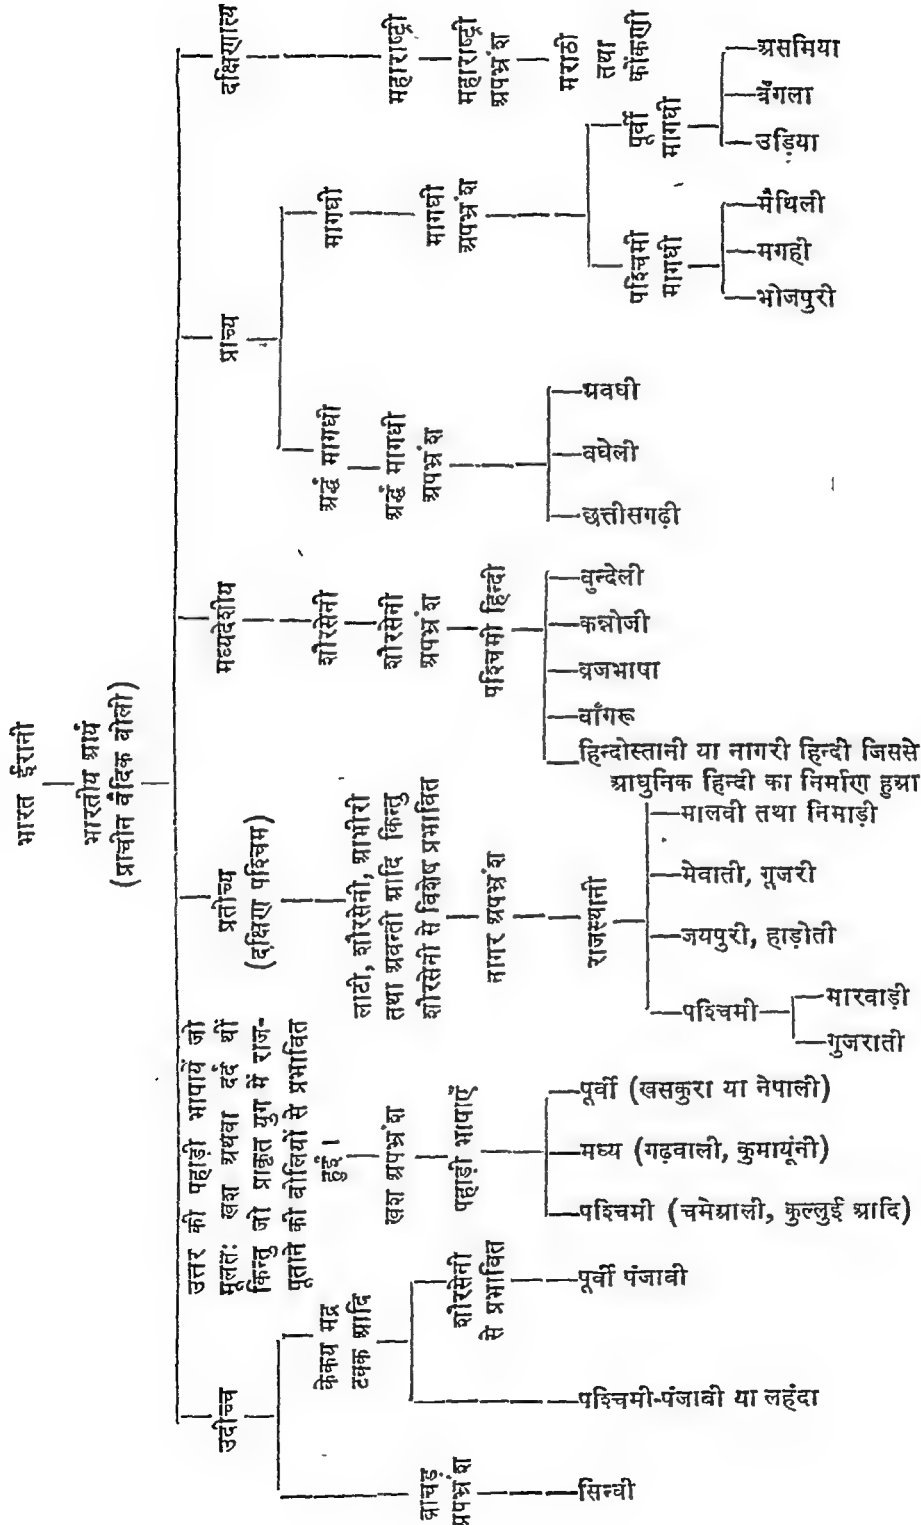 भारत ईरानी
भारतीय आर्य
(प्राचीन वैदिक बोली)
उदीच्य
व्राचड़
अपभ्रंश
सिन्धी
केकय मद्र
टक्क आदि
पश्चिमी-पंजाबी या लहंदा
शौरसेनी
से प्रभावित
पूर्वी पंजाबी
उत्तर की पहाड़ी भाषायें जो
मूलतः खश अथवा दर्द थीं
किन्तु जो प्राकृत युग में राज-
पुताने की बोलियों से प्रभावित
हुई ।
खश अपभ्रंश
पहाड़ी भाषाएँ
पूर्वी (खसकुरा या नेपाली)
मध्य (गढ़वाली, कुमायूंनी)
पश्चिमी (चमेआली, कुल्लुई आदि)
प्रतीच्य
(दक्षिण पश्चिम)
लाटी, शौरसेनी, आभीरी
तथा अवन्ती आदि किन्तु
शौरसेनी से विशेष प्रभावित
नागर अपभ्रंश
राजस्थानी
मालवी तथा निमाड़ी
मेवाती, गूजरी
जयपुरी, हाड़ोती
पश्चिमी
मारवाड़ी
गुजराती
मध्यदेशीय
शौरसेनी
शौरसेनी
अपभ्रंश
पश्चिमी हिन्दी
बुन्देली
कन्नोजी
ब्रजभाषा
बाँगरू
हिन्दोस्तानी या नागरी हिन्दी जिससे
आधुनिक हिन्दी का निर्माण हुआ
प्राच्य
अर्द्ध मागधी
अर्द्ध मागधी
अपभ्रंश
अवधी
बघेली
छत्तीसगढ़ी
मागधी
मागधी
अपभ्रंश
पश्चिमी
मागधी
मैथिली
मगही
भोजपुरी
पूर्वी
मागधी
असमिया
बँगला
उड़िया
दक्षिणात्य
महाराष्ट्री
महाराष्ट्री
अपभ्रंश
मराठी
तथा
कोंकणी